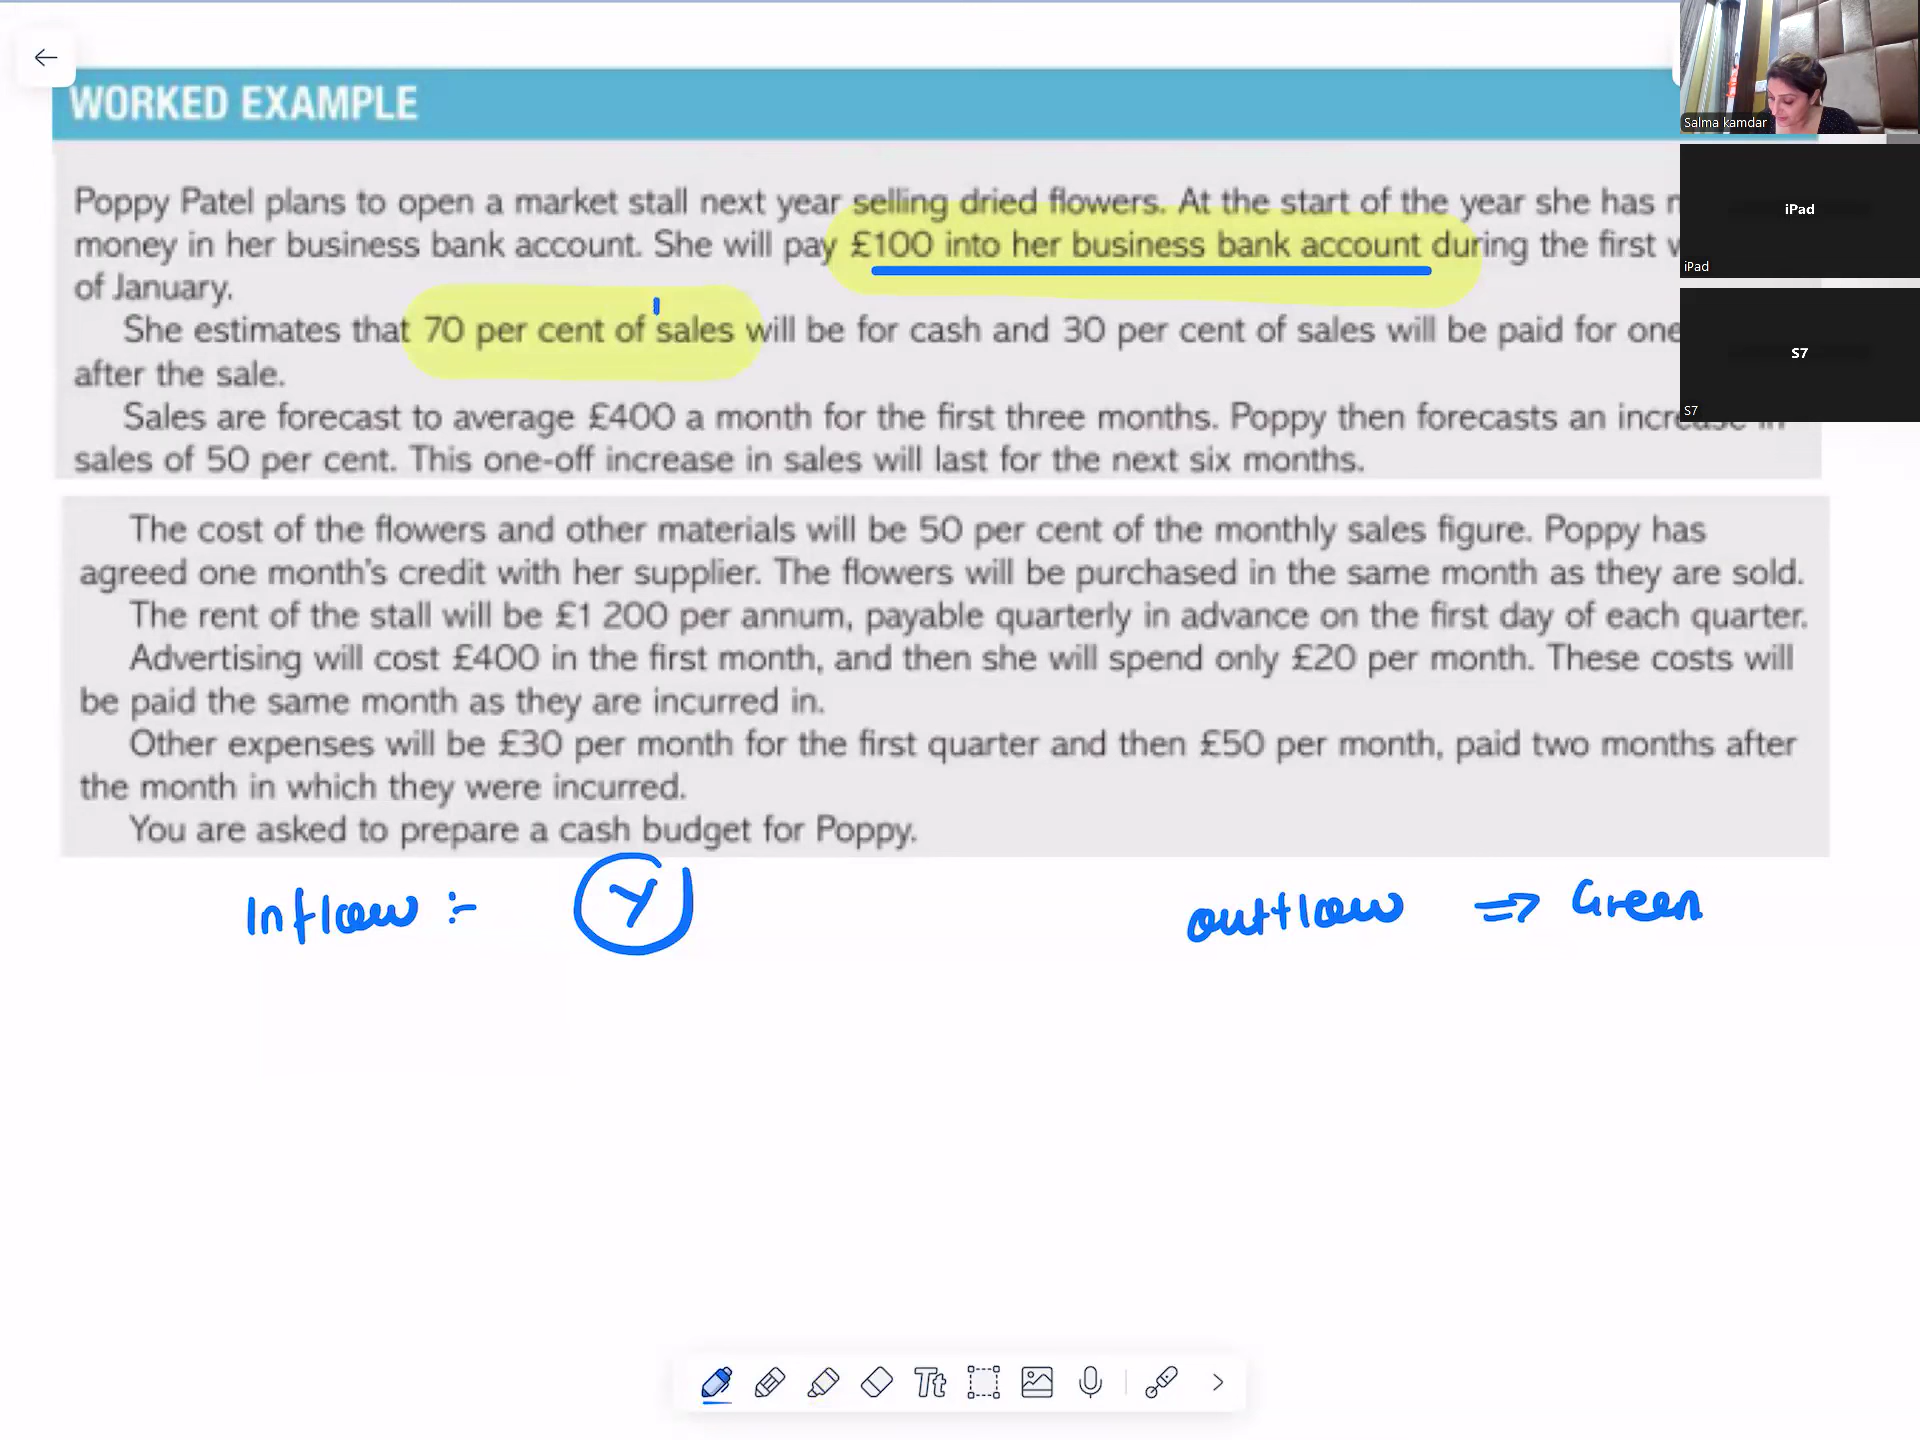 WORKED EXAMPLE
Salma kamdar
Poppy Patel plans to open a market stall next year selling dried flowers. At the start of the year she has
iPad
money in her business bank account. She will pay £100 into her business bank account during the first
iPad
of January.
She estimates that 70 per cent of sales will be for cash and 30 per cent of sales will be paid for one
S7
after the sale.
S7
Sales are forecast to average £400 a month for the first three months. Poppy then forecasts an increase in
sales of 50 per cent. This one-off increase in sales will last for the next six months.
The cost of the flowers and other materials will be 50 per cent of the monthly sales figure. Poppy has
agreed one month's credit with her supplier. The flowers will be purchased in the same month as they are sold.
The rent of the stall will be £1 200 per annum, payable quarterly in advance on the first day of each quarter.
Advertising will cost £400 in the first month, and then she will spend only £20 per month. These costs will
be paid the same month as they are incurred in.
Other expenses will be £30 per month for the first quarter and then £50 per month, paid two months after
the month in which they were incurred.
You are asked to prepare a cash budget for Poppy.
Inflow :- Y outflow => Green
Tt